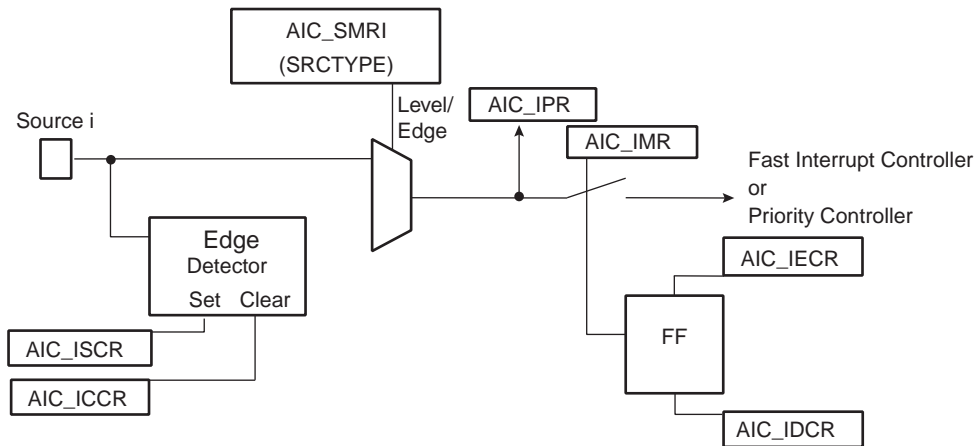 AIC_SMRI
(SRCTYPE)
Source i
Level/
Edge
AIC_IPR
AIC_IMR
Fast Interrupt Controller
or
Priority Controller
Edge
Detector
Set Clear
AIC_IECR
FF
AIC_ISCR
AIC_ICCR
AIC_IDCR